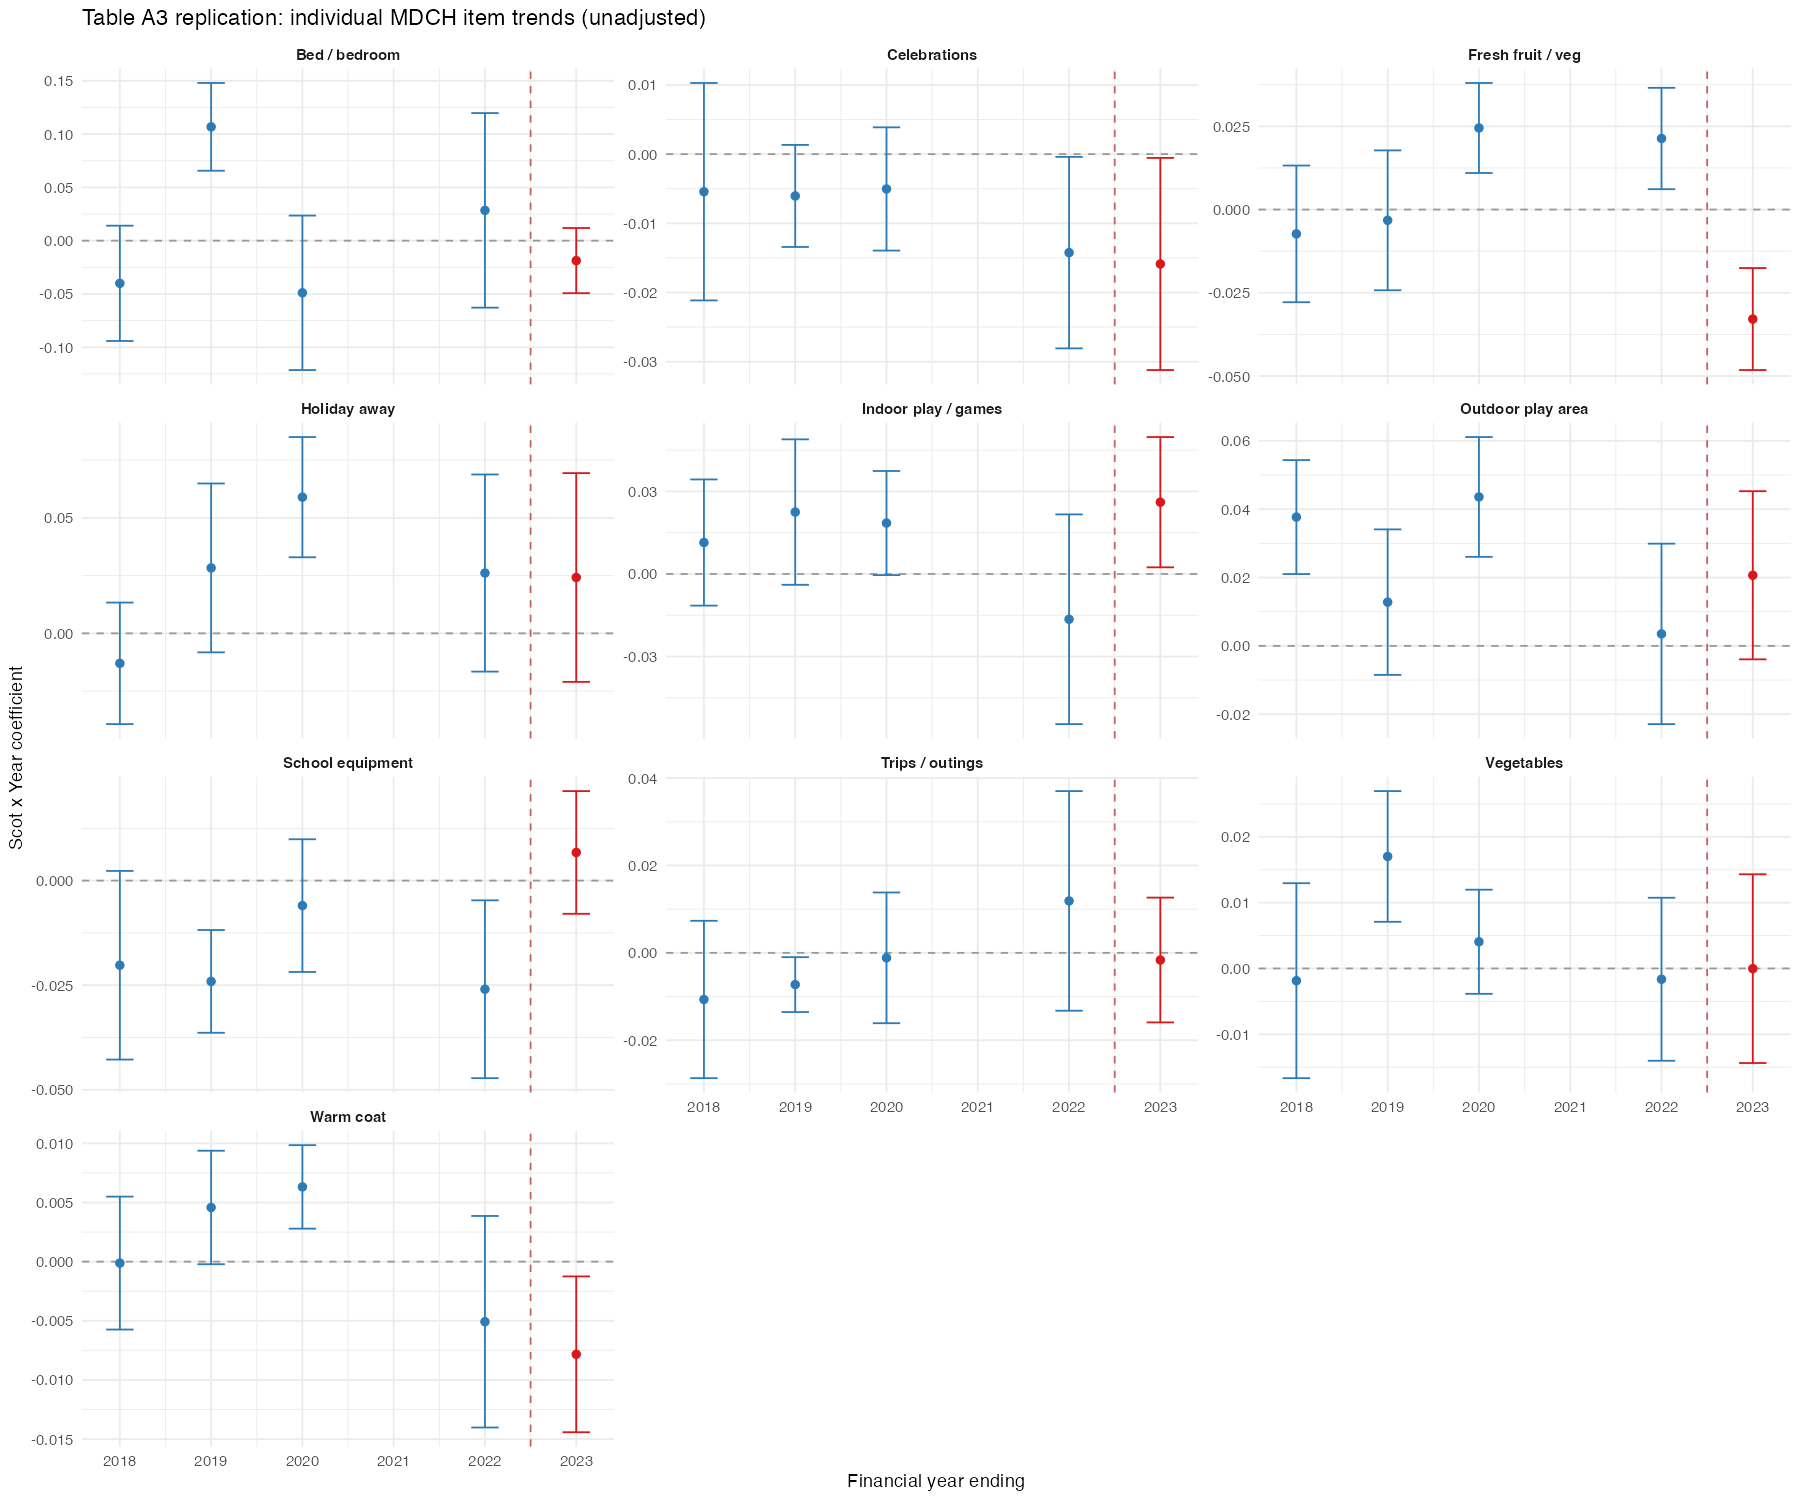 Table A3 replication: individual MDCH item trends (unadjusted)
Bed / bedroom
Celebrations
Fresh fruit / veg
0.15
0.10
0.05
0.00
-0.05
-0.10
0.01
0.00
-0.01
-0.02
-0.03
0.025
0.000
-0.025
-0.050
Holiday away
Indoor play / games
Outdoor play area
0.05
0.00
0.03
0.00
-0.03
0.06
0.04
0.02
0.00
-0.02
School equipment
Trips / outings
Vegetables
0.000
-0.025
-0.050
0.04
0.02
0.00
-0.02
0.02
0.01
0.00
-0.01
2018 2019 2020 2021 2022 2023
2018 2019 2020 2021 2022 2023
Warm coat
0.010
0.005
0.000
-0.005
-0.010
-0.015
2018 2019 2020 2021 2022 2023
Scot x Year coefficient
Financial year ending